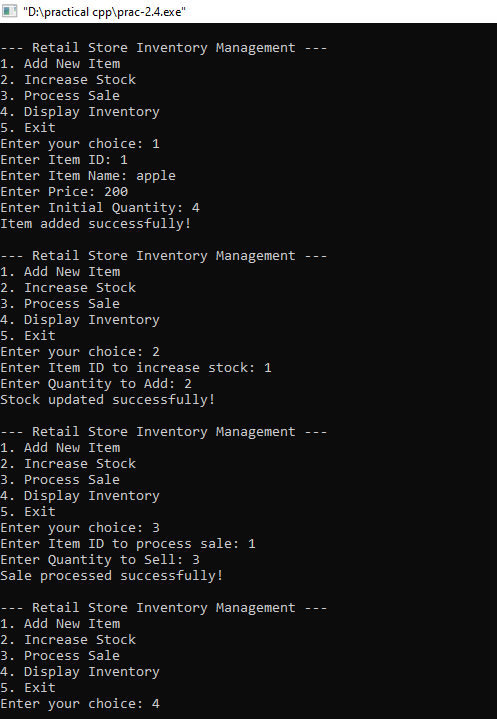 "D:\practical cpp\prac-2.4.exe"
--- Retail Store Inventory Management ---
1. Add New Item
2. Increase Stock
3. Process Sale
4. Display Inventory
5. Exit
Enter your choice: 1
Enter Item ID: 1
Enter Item Name: apple
Enter Price: 200
Enter Initial Quantity: 4
Item added successfully!
--- Retail Store Inventory Management ---
1. Add New Item
2. Increase Stock
3. Process Sale
4. Display Inventory
5. Exit
Enter your choice: 2
Enter Item ID to increase stock: 1
Enter Quantity to Add: 2
Stock updated successfully!
--- Retail Store Inventory Management ---
1. Add New Item
2. Increase Stock
3. Process Sale
4. Display Inventory
5. Exit
Enter your choice: 3
Enter Item ID to process sale: 1
Enter Quantity to Sell: 3
Sale processed successfully!
--- Retail Store Inventory Management ---
1. Add New Item
2. Increase Stock
3. Process Sale
4. Display Inventory
5. Exit
Enter your choice: 4